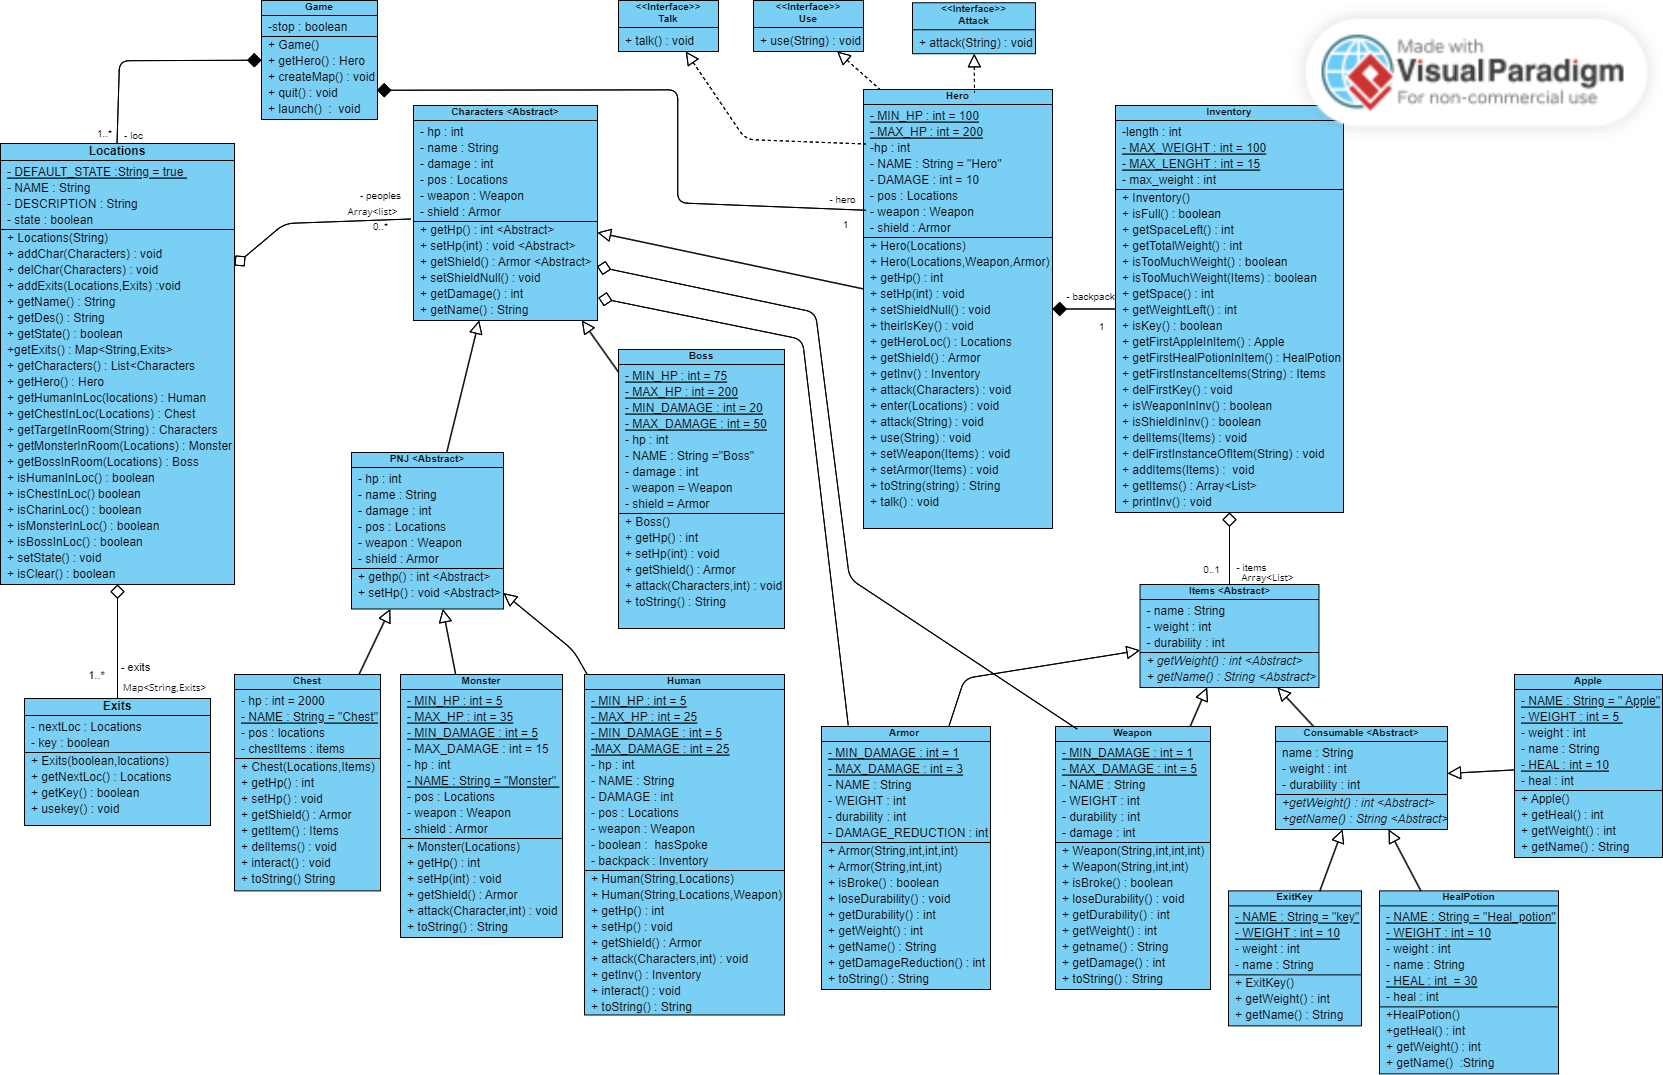 Game
-stop : boolean
+ Game()
+ getHero() : Hero
+ createMap() : void
+ quit() : void
+ launch()  :  void
<<Interface>>
Talk
+ talk() : void
<<Interface>>
Use
+ use(String) : void
<<Interface>>
Attack
+ attack(String) : void
Made with
Visual Paradigm
For non-commercial use
1..*
- loc
Locations
- DEFAULT_STATE :String = true
- NAME : String
- DESCRIPTION : String
- state : boolean
+ Locations(String)
+ addChar(Characters) : void
+ delChar(Characters) : void
+ addExits(Locations,Exits) :void
+ getName() : String
+ getDes() : String
+ getState() : boolean
+getExits() : Map<String,Exits>
+ getCharacters() : List<Characters
+ getHero() : Hero
+ getHumanInLoc(locations) : Human
+ getChestInLoc(Locations) : Chest
+ getTargetInRoom(String) : Characters
+ getMonsterInRoom(Locations) : Monster
+ getBossInRoom(Locations) : Boss
+ isHumanInLoc() : boolean
+ isChestInLoc() boolean
+ isCharinLoc() : boolean
+ isMonsterInLoc() : boolean
+ isBossInLoc() : boolean
+ setState() : void
+ isClear() : boolean
- peoples
Array<list>
0..*
Characters <Abstract>
- hp : int
- name : String
- damage : int
- pos : Locations
- weapon : Weapon
- shield : Armor
+ getHp() : int <Abstract>
+ setHp(int) : void <Abstract>
+ getShield() : Armor <Abstract>
+ setShieldNull() : void
+ getDamage() : int
+ getName() : String
- hero
1
Hero
- MIN_HP : int = 100
- MAX_HP : int = 200
-hp : int
- NAME : String = "Hero"
- DAMAGE : int = 10
- pos : Locations
- weapon : Weapon
- shield : Armor
+ Hero(Locations)
+ Hero(Locations,Weapon,Armor)
+ getHp() : int
+ setHp(int) : void
+ setShieldNull() : void
+ theirIsKey() : void
+ getHeroLoc() : Locations
+ getShield() : Armor
+ getInv() : Inventory
+ attack(Characters) : void
+ enter(Locations) : void
+ attack(String) : void
+ use(String) : void
+ setWeapon(Items) : void
+ setArmor(Items) : void
+ toString(string) : String
+ talk() : void
- backpack
1
Inventory
-length : int
- MAX_WEIGHT : int = 100
- MAX_LENGHT : int = 15
- max_weight : int
+ Inventory()
+ isFull() : boolean
+ getSpaceLeft() : int
+ getTotalWeight() : int
+ isTooMuchWeight() : boolean
+ isTooMuchWeight(Items) : boolean
+ getSpace() : int
+ getWeightLeft() : int
+ isKey() : boolean
+ getFirstAppleInItem() : Apple
+ getFirstHealPotionInItem() : HealPotion
+ getFirstInstanceItems(String) : Items
+ delFirstKey() : void
+ isWeaponInInv() : boolean
+ isShieldInInv() : boolean
+ delItems(Items) : void
+ delFirstInstanceOfItem(String) : void
+ addItems(Items) :  void
+ getItems() : Array<List>
+ printInv() : void
Boss
- MIN_HP : int = 75
- MAX_HP : int = 200
- MIN_DAMAGE : int = 20
- MAX_DAMAGE : int = 50
- hp : int
- NAME : String ="Boss"
- damage : int
- weapon = Weapon
- shield = Armor
+ Boss()
+ getHp() : int
+ setHp(int) : void
+ getShield() : Armor
+ attack(Characters,int) : void
+ toString() : String
PNJ <Abstract>
- hp : int
- name : String
- damage : int
- pos : Locations
- weapon : Weapon
- shield : Armor
+ gethp() : int <Abstract>
+ setHp() : void <Abstract>
0..1
- items
Array<List>
Items <Abstract>
- name : String
- weight : int
- durability : int
+ getWeight() : int <Abstract>
+ getName() : String <Abstract>
- exits
1..*
Map<String,Exits>
Exits
- nextLoc : Locations
- key : boolean
+ Exits(boolean,locations)
+ getNextLoc() : Locations
+ getKey() : boolean
+ usekey() : void
Chest
- hp : int = 2000
- NAME : String = "Chest"
- pos : locations
- chestItems : items
+ Chest(Locations,Items)
+ getHp() : int
+ setHp() : void
+ getShield() : Armor
+ getItem() : Items
+ delItems() : void
+ interact() : void
+ toString() String
Monster
- MIN_HP : int = 5
- MAX_HP : int = 35
- MIN_DAMAGE : int = 5
- MAX_DAMAGE : int = 15
- hp : int
- NAME : String = "Monster"
- pos : Locations
- weapon : Weapon
- shield : Armor
+ Monster(Locations)
+ getHp() : int
+ setHp(int) : void
+ getShield() : Armor
+ attack(Character,int) : void
+ toString() : String
Human
- MIN_HP : int = 5
- MAX_HP : int = 25
- MIN_DAMAGE : int = 5
-MAX_DAMAGE : int = 25
- hp : int
- NAME : String
- DAMAGE : int
- pos : Locations
- weapon : Weapon
- boolean :  hasSpoke
- backpack : Inventory
+ Human(String,Locations)
+ Human(String,Locations,Weapon)
+ getHp() : int
+ setHp() : void
+ getShield() : Armor
+ attack(Characters,int) : void
+ getInv() : Inventory
+ interact() : void
+ toString() : String
Armor
- MIN_DAMAGE : int = 1
- MAX_DAMAGE : int = 3
- NAME : String
- WEIGHT : int
- durability : int
- DAMAGE_REDUCTION : int
+ Armor(String,int,int,int)
+ Armor(String,int,int)
+ isBroke() : boolean
+ loseDurability() : void
+ getDurability() : int
+ getWeight() : int
+ getName() : String
+ getDamageReduction() : int
+ toString() : String
Weapon
- MIN_DAMAGE : int = 1
- MAX_DAMAGE : int = 5
- NAME : String
- WEIGHT : int
- durability : int
- damage : int
+ Weapon(String,int,int,int)
+ Weapon(String,int,int)
+ isBroke() : boolean
+ loseDurability() : void
+ getDurability() : int
+ getWeight() : int
+ getname() : String
+ getDamage() : int
+ toString() : String
Consumable <Abstract>
name : String
- weight : int
- durability : int
+getWeight() : int <Abstract>
+getName() : String <Abstract>
Apple
- NAME : String = " Apple"
- WEIGHT : int = 5
- weight : int
- name : String
- HEAL : int = 10
- heal : int
+ Apple()
+ getHeal() : int
+ getWeight() : int
+ getName() : String
ExitKey
- NAME : String = "key"
- WEIGHT : int = 10
- weight : int
- name : String
+ ExitKey()
+ getWeight() : int
+ getName() : String
HealPotion
- NAME : String = "Heal_potion"
- WEIGHT : int = 10
- weight : int
- name : String
- HEAL : int  = 30
- heal : int
+HealPotion()
+getHeal() : int
+ getWeight() : int
+ getName()  :String